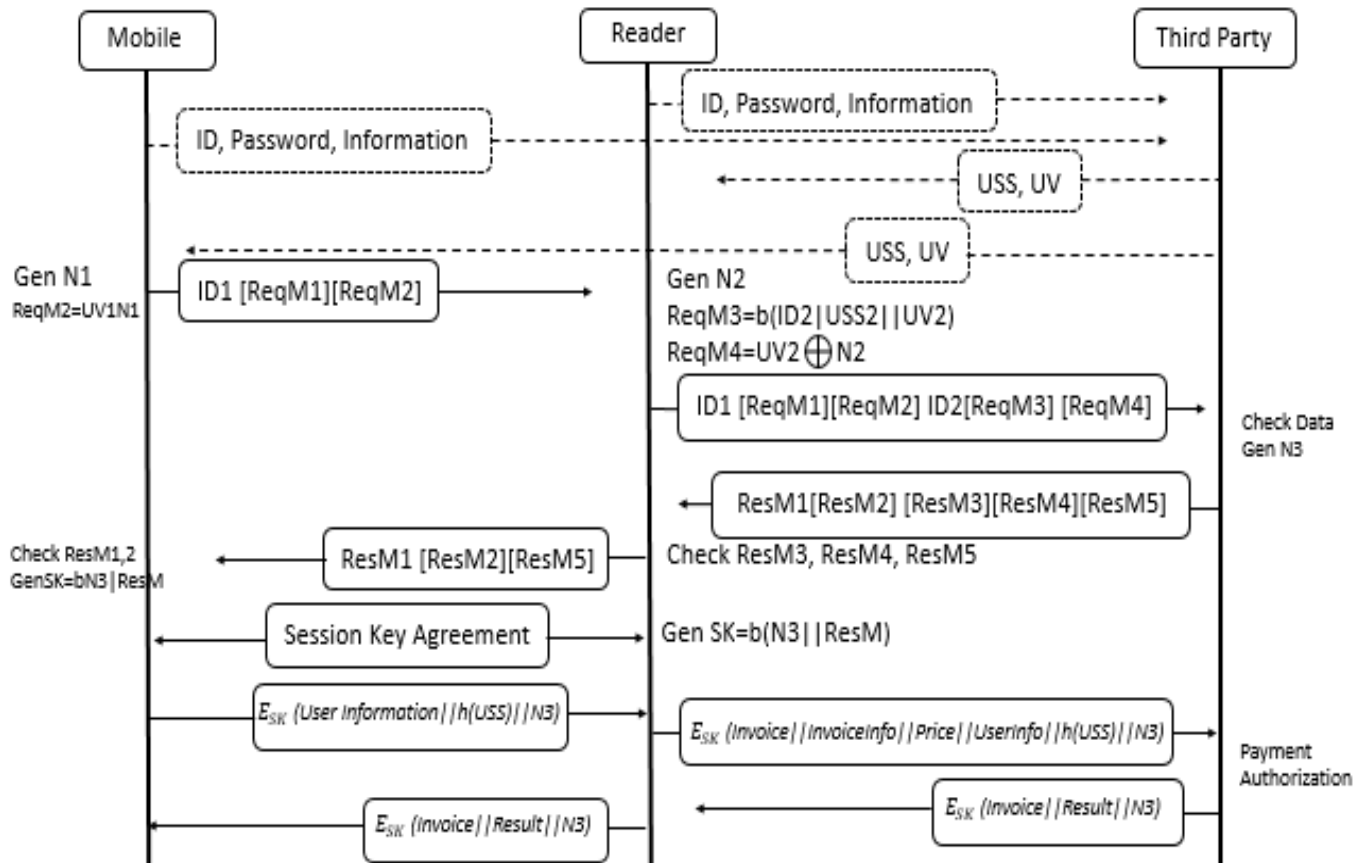 Mobile
Reader
Third Party
ID, Password, Information
ID, Password, Information
USS, UV
USS, UV
Gen N1
ReqM2=UV1N1
ID1 [ReqM1][ReqM2]
Gen N2
ReqM3=b(ID2|USS2||UV2)
ReqM4=UV2⊕N2
ID1 [ReqM1][ReqM2] ID2[ReqM3] [ReqM4]
Check Data
Gen N3
ResM1[ResM2] [ResM3][ResM4][ResM5]
Check ResM1,2
GenSK=bN3|ResM
ResM1 [ResM2][ResM5]
Check ResM3, ResM4, ResM5
Session Key Agreement
Gen SK=b(N3||ResM)
E_SK (User Information||h(USS)||N3)
E_SK (Invoice||InvoiceInfo||Price||UserInfo||h(USS)||N3)
Payment
Authorization
E_SK (Invoice||Result||N3)
E_SK (Invoice||Result||N3)